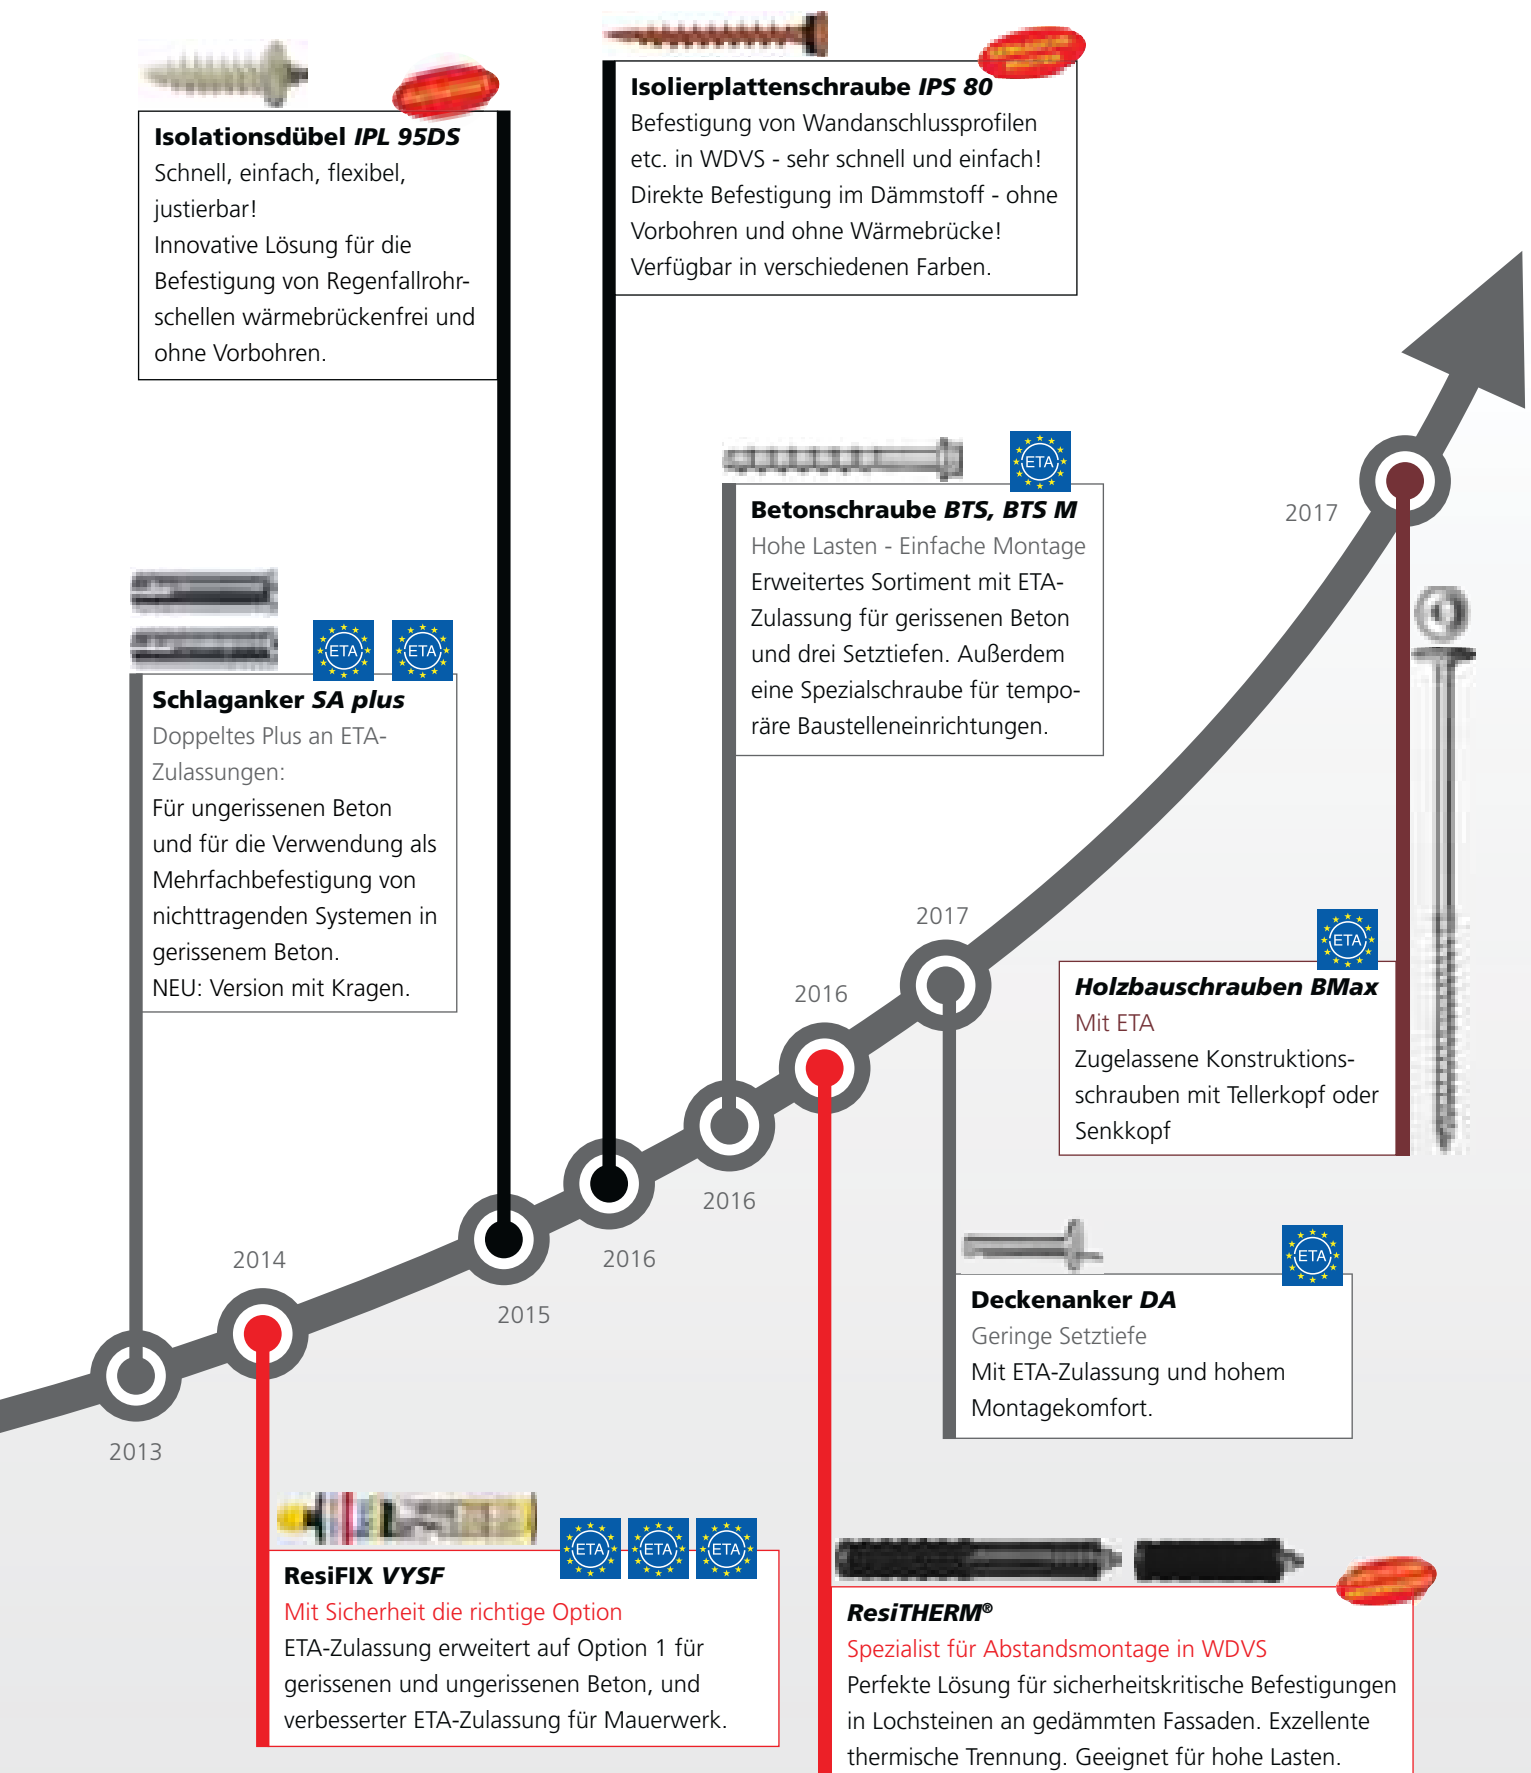 Isolationsdübel IPL 95DS
Schnell, einfach, flexibel,
justierbar!
Innovative Lösung für die
Befestigung von Regenfallrohr-
schellen wärmebrückenfrei und
ohne Vorbohren.
Isolierplattenschraube IPS 80
Befestigung von Wandanschlussprofilen
etc. in WDVS - sehr schnell und einfach!
Direkte Befestigung im Dämmstoff - ohne
Vorbohren und ohne Wärmebrücke!
Verfügbar in verschiedenen Farben.
ETA
Betonschraube BTS, BTS M
Hohe Lasten - Einfache Montage
Erweitertes Sortiment mit ETA-
Zulassung für gerissenen Beton
und drei Setztiefen. Außerdem
eine Spezialschraube für tempo-
räre Baustelleneinrichtungen.
2017
ETA ETA
Schlaganker SA plus
Doppeltes Plus an ETA-
Zulassungen:
Für ungerissenen Beton
und für die Verwendung als
Mehrfachbefestigung von
nichttragenden Systemen in
gerissenem Beton.
NEU: Version mit Kragen.
2017
2016
ETA
Holzbauschrauben BMax
Mit ETA
Zugelassene Konstruktions-
schrauben mit Tellerkopf oder
Senkkopf
2016
2016
2014
2015
2013
ETA
Deckenanker DA
Geringe Setztiefe
Mit ETA-Zulassung und hohem
Montagekomfort.
ETA ETA ETA
ResiFIX VYSF
Mit Sicherheit die richtige Option
ETA-Zulassung erweitert auf Option 1 für
gerissenen und ungerissenen Beton, und
verbesserter ETA-Zulassung für Mauerwerk.
ResiTHERM®
Spezialist für Abstandsmontage in WDVS
Perfekte Lösung für sicherheitskritische Befestigungen
in Lochsteinen an gedämmten Fassaden. Exzellente
thermische Trennung. Geeignet für hohe Lasten.